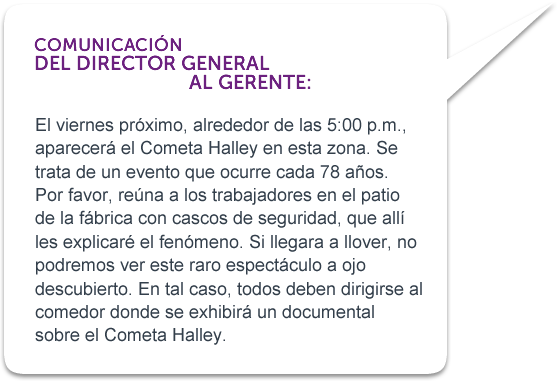 COMUNICACIÓN
DEL DIRECTOR GENERAL
AL GERENTE:
El viernes próximo, alrededor de las 5:00 p.m.,
aparecerá el Cometa Halley en esta zona. Se
trata de un evento que ocurre cada 78 años.
Por favor, reúna a los trabajadores en el patio
de la fábrica con cascos de seguridad, que allí
les explicaré el fenómeno. Si llegara a llover, no
podremos ver este raro espectáculo a ojo
descubierto. En tal caso, todos deben dirigirse al
comedor donde se exhibirá un documental
sobre el Cometa Halley.